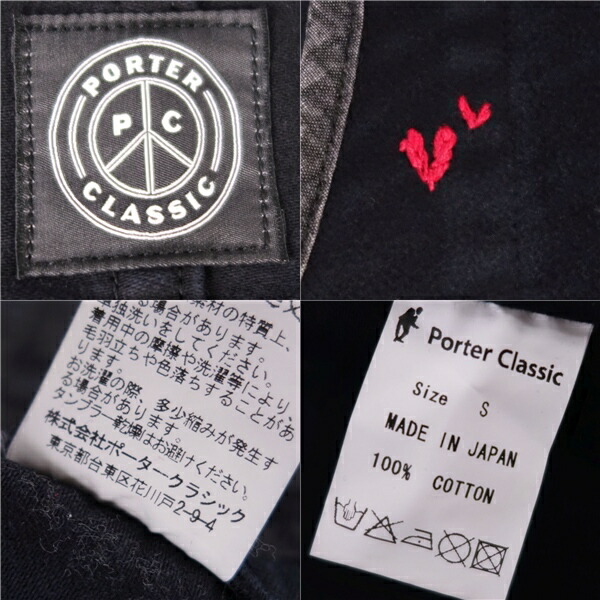 PORTER
P C
CLASSIC
素材の特質上、
る場合があります。
単独洗いをしてください。
着用中の摩擦や洗濯等により、
毛羽立ちや色落ちすることがあ
ります。
お洗濯の際、多少縮みが発生す
る場合があります。
タンブラー乾燥はお避けください。
株式会社ポータークラシック
東京都台東区花川戸2-9-4
Porter Classic
Size S
MADE IN JAPAN
100% COTTON